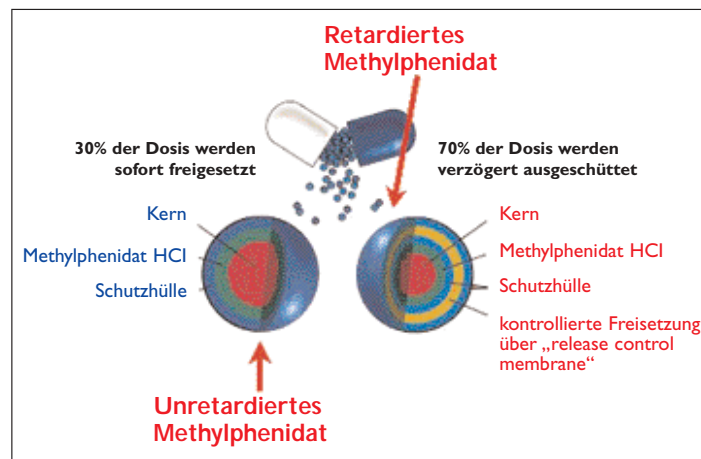 Retardiertes
Methylphenidat
30% der Dosis werden
sofort freigesetzt
70% der Dosis werden
verzögert ausgeschüttet
Kern
Methylphenidat HCl
Schutzhülle
Kern
Methylphenidat HCl
Schutzhülle
kontrollierte Freisetzung
über „release control
membrane“
Unretardiertes
Methylphenidat